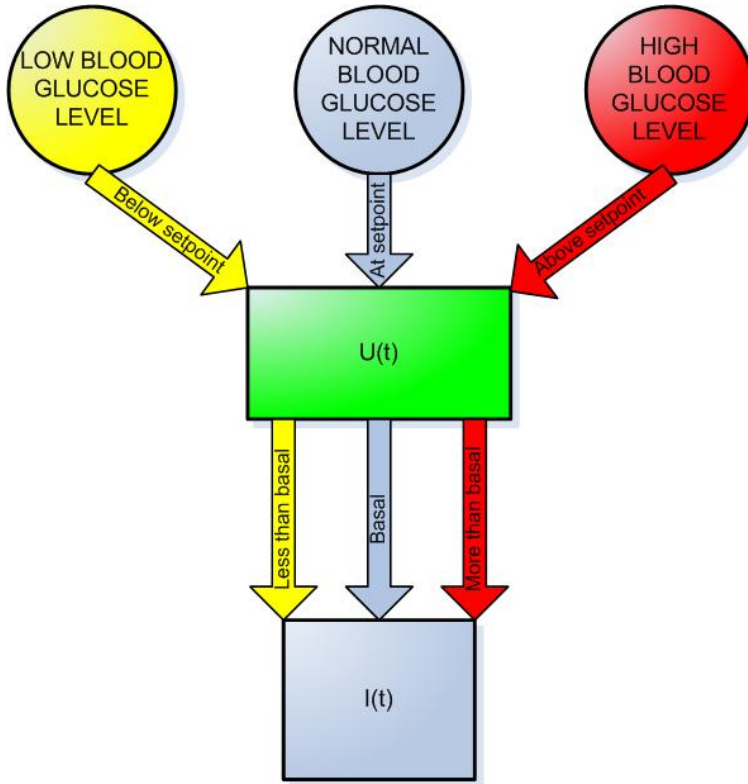 LOW BLOOD
GLUCOSE
LEVEL
NORMAL
BLOOD
GLUCOSE
LEVEL
HIGH
BLOOD
GLUCOSE
LEVEL
Below setpoint
At setpoint
Above setpoint
U(t)
Less than basal
Basal
More than basal
I(t)